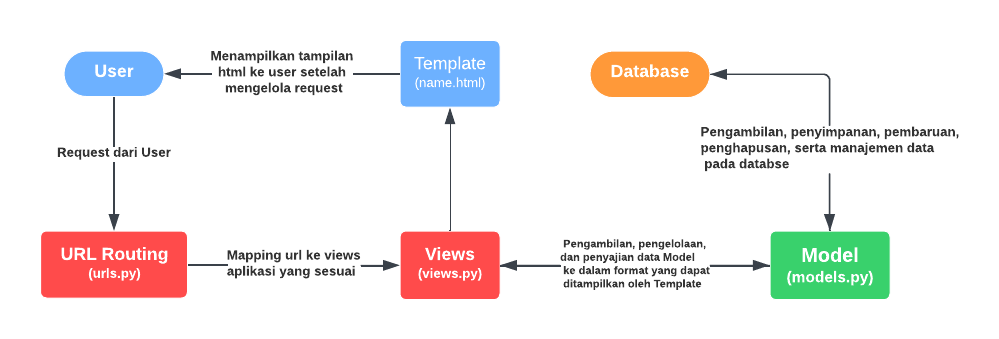 User
Menampilkan tampilan
html ke user setelah
mengelola request
Template
(name.html)
Database
Request dari User
Pengambilan, penyimpanan, pembaruan,
penghapusan, serta manajemen data
pada databse
URL Routing
(urls.py)
Mapping url ke views
aplikasi yang sesuai
Views
(views.py)
Pengambilan, pengelolaan,
dan penyajian data Model
ke dalam format yang dapat
ditampilkan oleh Template
Model
(models.py)